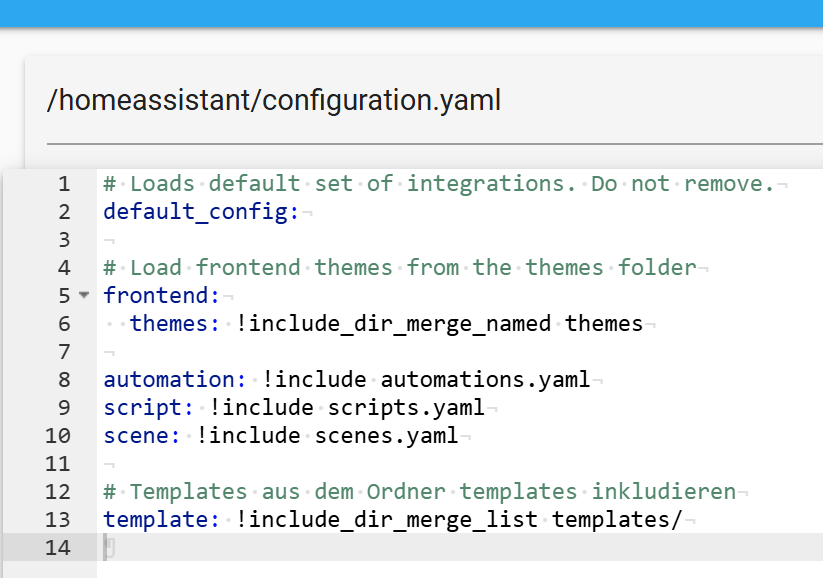 /homeassistant/configuration.yaml
1 # Loads default set of integrations. Do not remove.
2 default_config:
3
4 # Load frontend themes from the themes folder
5 frontend:
6   themes: !include_dir_merge_named themes
7
8 automation: !include automations.yaml
9 script: !include scripts.yaml
10 scene: !include scenes.yaml
11
12 # Templates aus dem Ordner templates inkludieren
13 template: !include_dir_merge_list templates/
14